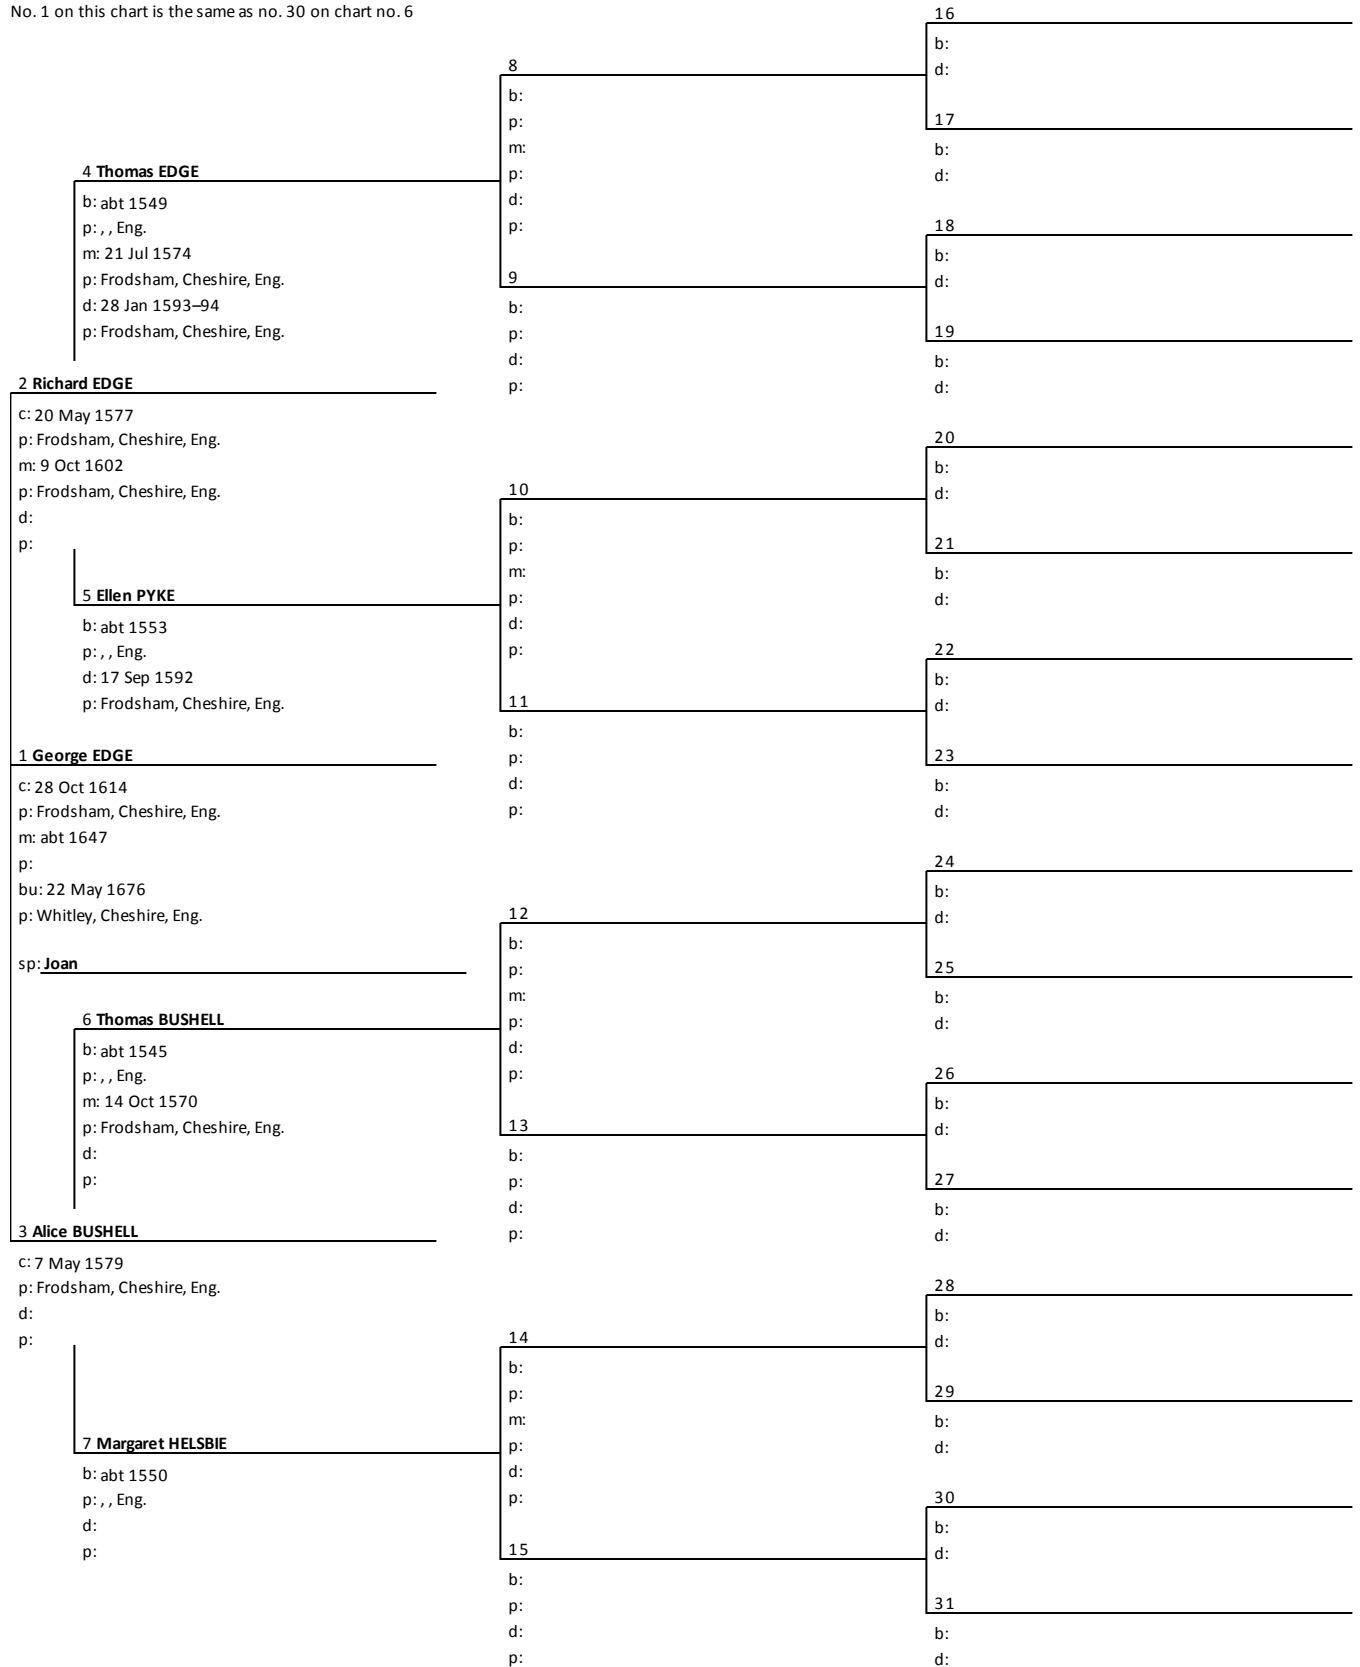 No. 1 on this chart is the same as no. 30 on chart no. 6
16
b:
d:
8
b:
p:
m:
p:
d:
p:
17
b:
d:
4 Thomas EDGE
b: abt 1549
p: , , Eng.
m: 21 Jul 1574
p: Frodsham, Cheshire, Eng.
d: 28 Jan 1593–94
p: Frodsham, Cheshire, Eng.
18
b:
d:
9
b:
p:
d:
p:
19
b:
d:
2 Richard EDGE
c: 20 May 1577
p: Frodsham, Cheshire, Eng.
m: 9 Oct 1602
p: Frodsham, Cheshire, Eng.
d:
p:
20
b:
d:
10
b:
p:
m:
p:
d:
p:
21
b:
d:
5 Ellen PYKE
b: abt 1553
p: , , Eng.
d: 17 Sep 1592
p: Frodsham, Cheshire, Eng.
22
b:
d:
11
b:
p:
d:
p:
23
b:
d:
1 George EDGE
c: 28 Oct 1614
p: Frodsham, Cheshire, Eng.
m: abt 1647
p:
bu: 22 May 1676
p: Whitley, Cheshire, Eng.
sp: Joan
24
b:
d:
12
b:
p:
m:
p:
d:
p:
25
b:
d:
6 Thomas BUSHELL
b: abt 1545
p: , , Eng.
m: 14 Oct 1570
p: Frodsham, Cheshire, Eng.
d:
p:
26
b:
d:
13
b:
p:
d:
p:
27
b:
d:
3 Alice BUSHELL
c: 7 May 1579
p: Frodsham, Cheshire, Eng.
d:
p:
28
b:
d:
14
b:
p:
m:
p:
d:
p:
29
b:
d:
7 Margaret HELSBIE
b: abt 1550
p: , , Eng.
d:
p:
30
b:
d:
15
b:
p:
d:
p:
31
b:
d: